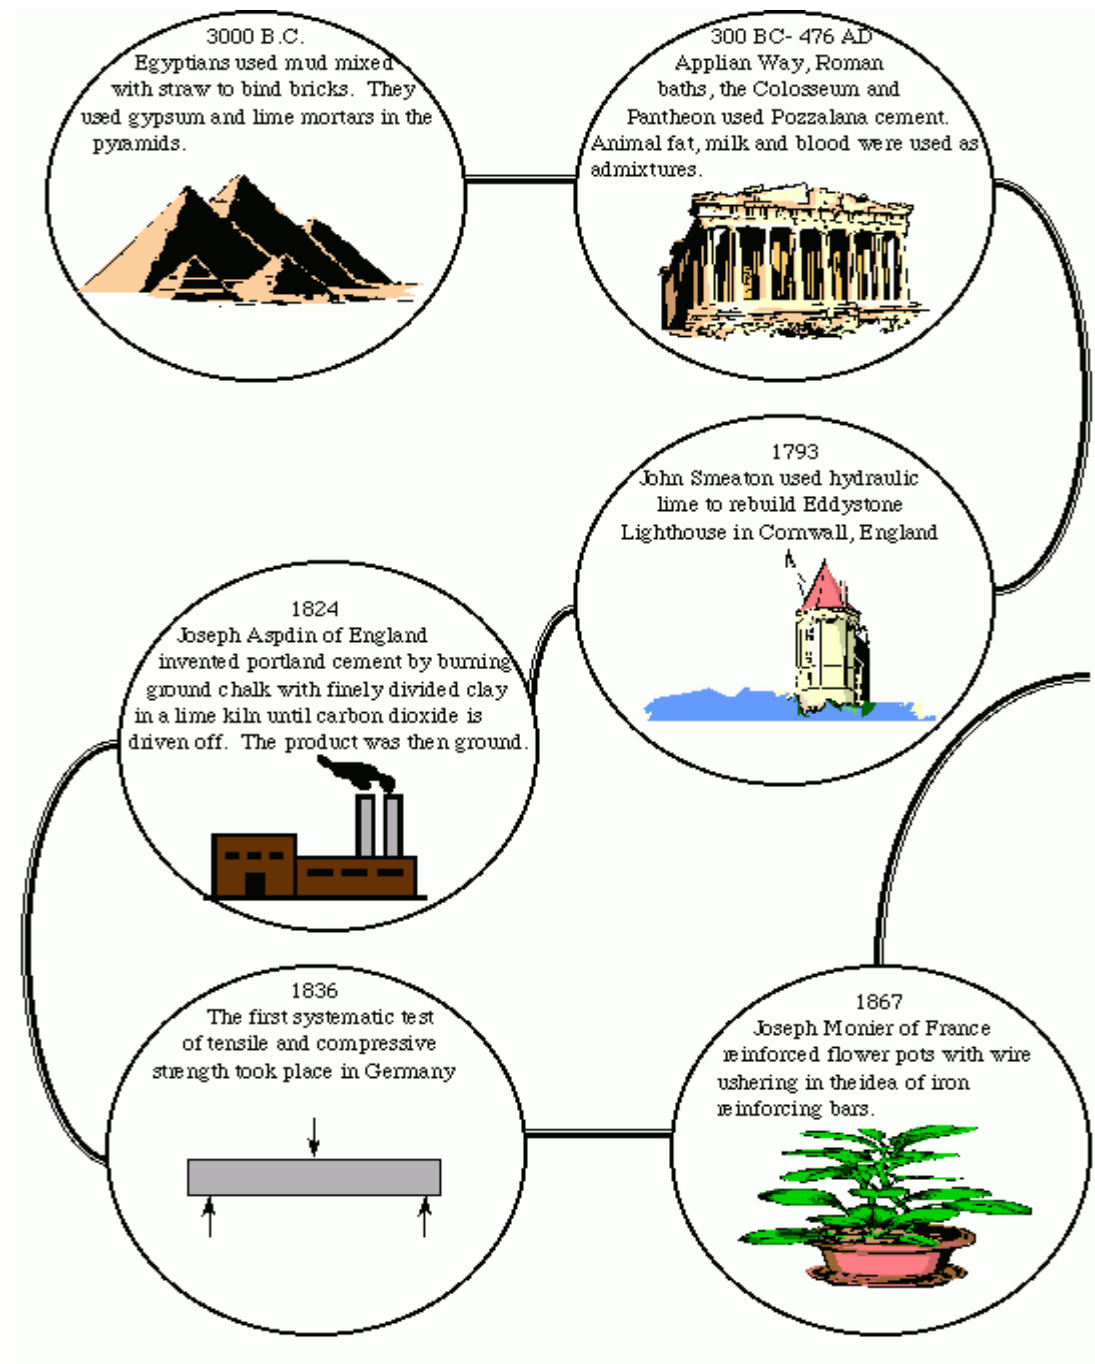 3000 B.C.
Egyptians used mud mixed
with straw to bind bricks. They
used gypsum and lime mortars in the
pyramids.
300 BC- 476 AD
Applian Way, Roman
baths, the Colosseum and
Pantheon used Pozzalana cement.
Animal fat, milk and blood were used as
admixtures.
1793
John Smeaton used hydraulic
lime to rebuild Eddystone
Lighthouse in Cornwall, England
1824
Joseph Aspdin of England
invented portland cement by burning
ground chalk with finely divided clay
in a lime kiln until carbon dioxide is
driven off. The product was then ground.
1836
The first systematic test
of tensile and compressive
strength took place in Germany
1867
Joseph Monier of France
reinforced flower pots with wire
ushering in theidea of iron
reinforcing bars.